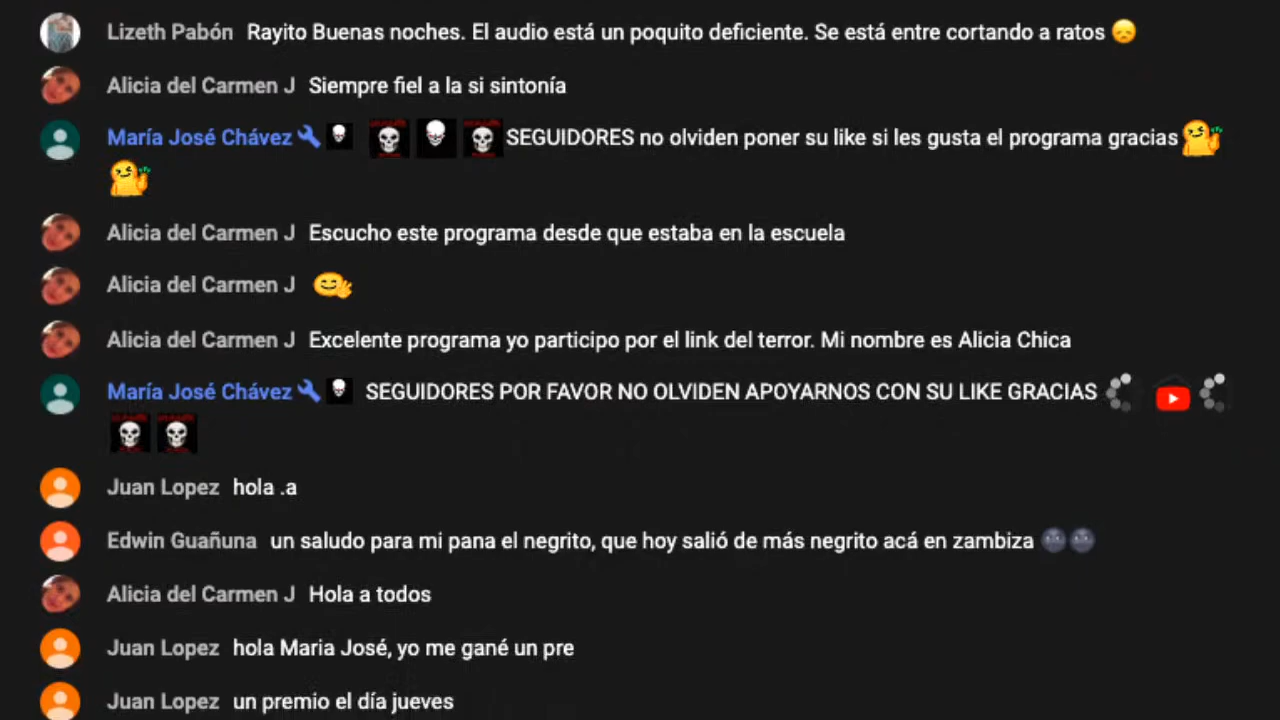 Lizeth Pabón Rayito Buenas noches. El audio está un poquito deficiente. Se está entre cortando a ratos 😞
Alicia del Carmen J Siempre fiel a la si sintonía
María José Chávez SEGUIDORES no olviden poner su like si les gusta el programa gracias
Alicia del Carmen J Escucho este programa desde que estaba en la escuela
Alicia del Carmen J
Alicia del Carmen J Excelente programa yo participo por el link del terror. Mi nombre es Alicia Chica
María José Chávez SEGUIDORES POR FAVOR NO OLVIDEN APOYARNOS CON SU LIKE GRACIAS
Juan Lopez hola .a
Edwin Guañuna un saludo para mi pana el negrito, que hoy salió de más negrito acá en zambiza 🌚🌚
Alicia del Carmen J Hola a todos
Juan Lopez hola Maria José, yo me gané un pre
Juan Lopez un premio el día jueves